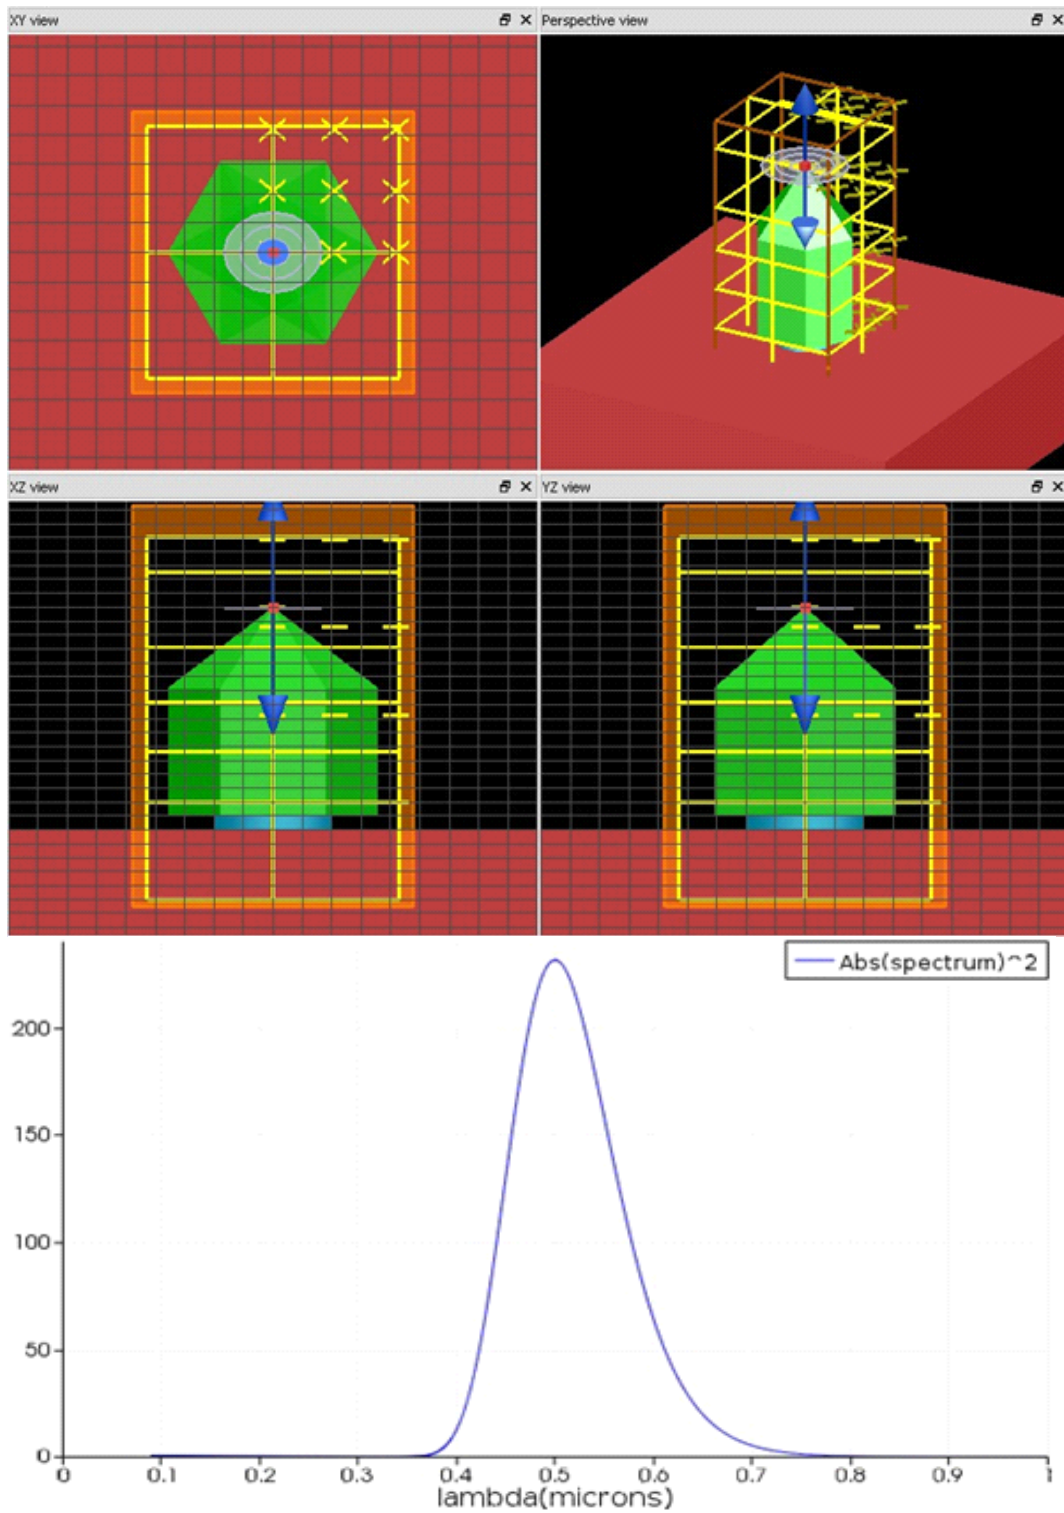 XY view
Perspective view
XZ view
YZ view
Abs(spectrum)^2
200
150
100
50
0
0 0.1 0.2 0.3 0.4 0.5 0.6 0.7 0.8 0.9 1
lambda(microns)